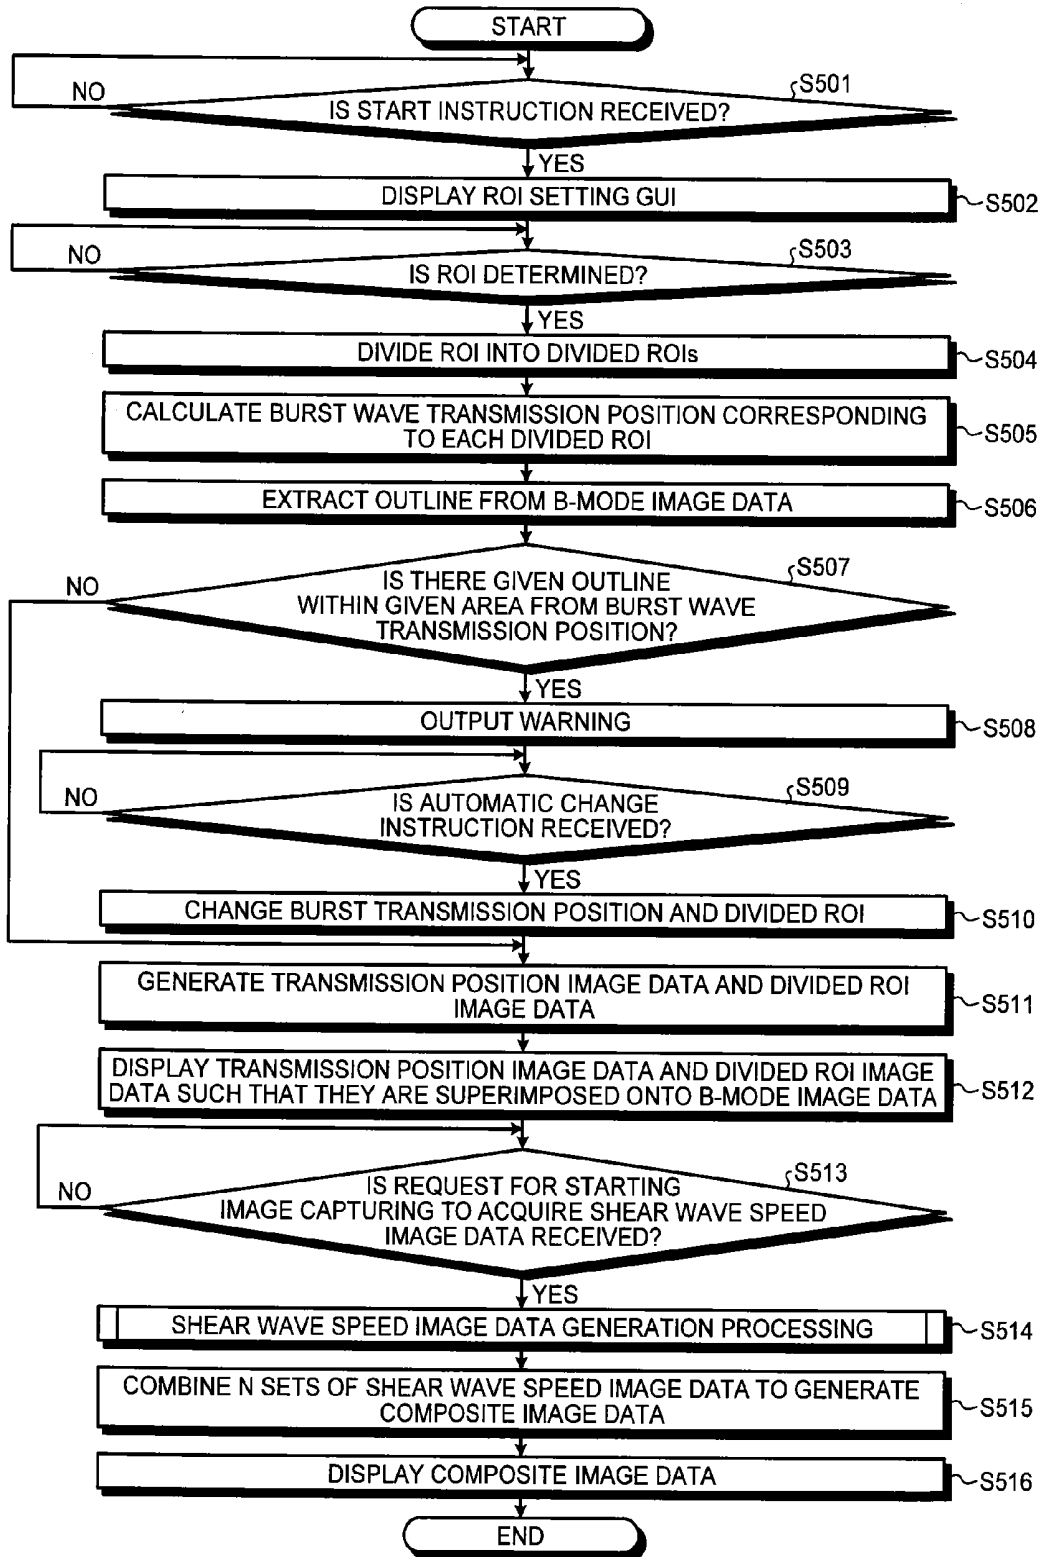 START
S501
NO
IS START INSTRUCTION RECEIVED?
YES
DISPLAY ROI SETTING GUI
S502
S503
NO
IS ROI DETERMINED?
YES
DIVIDE ROI INTO DIVIDED ROIs
S504
CALCULATE BURST WAVE TRANSMISSION POSITION CORRESPONDING
TO EACH DIVIDED ROI
S505
EXTRACT OUTLINE FROM B-MODE IMAGE DATA
S506
S507
NO
IS THERE GIVEN OUTLINE
WITHIN GIVEN AREA FROM BURST WAVE
TRANSMISSION POSITION?
YES
OUTPUT WARNING
S508
S509
NO
IS AUTOMATIC CHANGE
INSTRUCTION RECEIVED?
YES
CHANGE BURST TRANSMISSION POSITION AND DIVIDED ROI
S510
GENERATE TRANSMISSION POSITION IMAGE DATA AND DIVIDED ROI
IMAGE DATA
S511
DISPLAY TRANSMISSION POSITION IMAGE DATA AND DIVIDED ROI IMAGE
DATA SUCH THAT THEY ARE SUPERIMPOSED ONTO B-MODE IMAGE DATA
S512
S513
NO
IS REQUEST FOR STARTING
IMAGE CAPTURING TO ACQUIRE SHEAR WAVE SPEED
IMAGE DATA RECEIVED?
YES
SHEAR WAVE SPEED IMAGE DATA GENERATION PROCESSING
S514
COMBINE N SETS OF SHEAR WAVE SPEED IMAGE DATA TO GENERATE
COMPOSITE IMAGE DATA
S515
DISPLAY COMPOSITE IMAGE DATA
S516
END